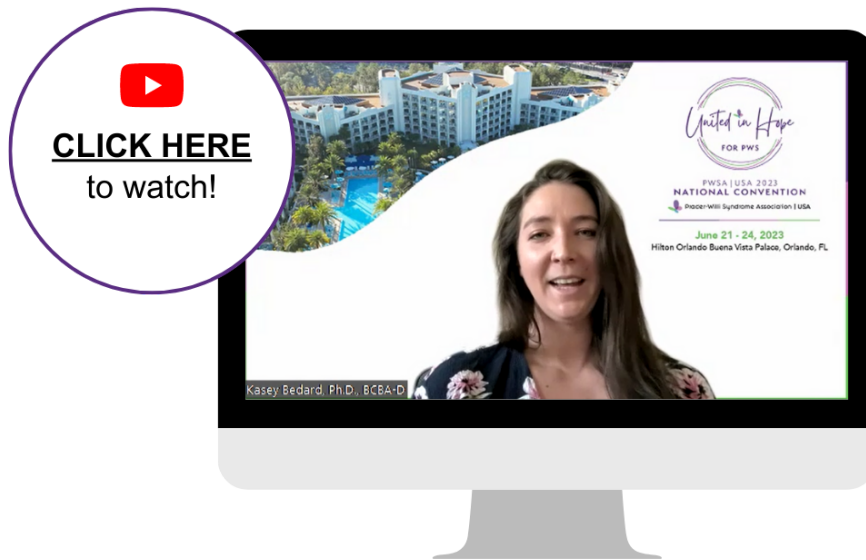 CLICK HERE
to watch!
United in Hope
FOR PWS
PWSA | USA 2023
NATIONAL CONVENTION
Prader-Willi Syndrome Association | USA
June 21 - 24, 2023
Hilton Orlando Buena Vista Palace, Orlando, FL
Kasey Bedard, Ph.D., BCBA-D